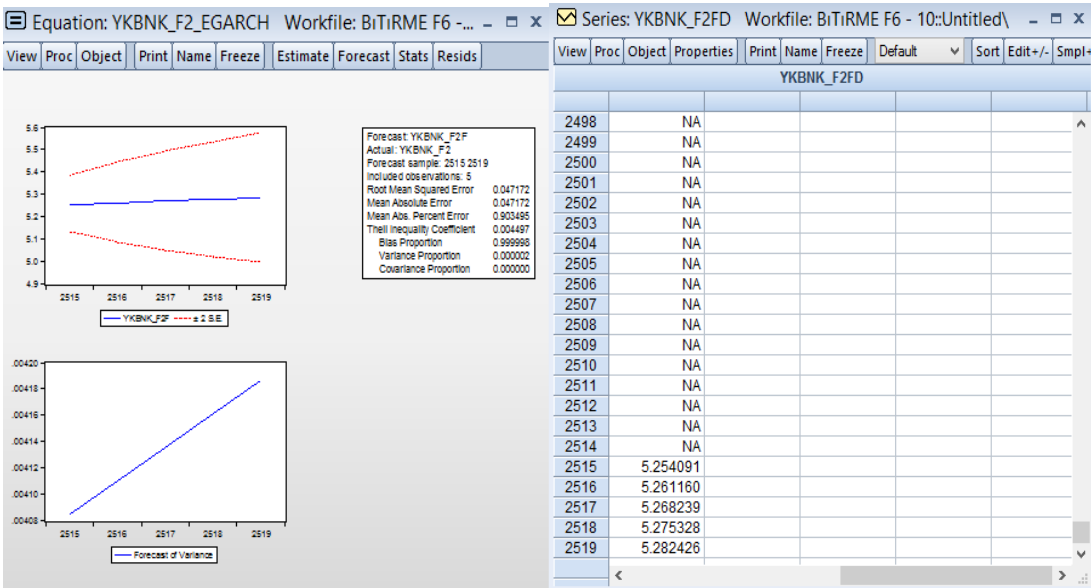 Equation: YKBNK_F2_EGARCH Workfile: BıTıRME F6 -...
View Proc Object Print Name Freeze Estimate Forecast Stats Resids
5.6
5.5
5.4
5.3
5.2
5.1
5.0
4.9
2515 2516 2517 2518 2519
YKBNK_F2F ± 2 S.E.
Forecast: YKBNK_F2F
Actual: YKBNK_F2
Forecast sample: 2515 2519
Included observations: 5
Root Mean Squared Error 0.047172
Mean Absolute Error 0.047172
Mean Abs. Percent Error 0.903495
Theil Inequality Coefficient 0.004497
Bias Proportion 0.999998
Variance Proportion 0.000002
Covariance Proportion 0.000000
.00420
.00418
.00416
.00414
.00412
.00410
.00408
2515 2516 2517 2518 2519
Forecast of Variance
Series: YKBNK_F2FD Workfile: BıTıRME F6 - 10::Untitled\
View Proc Object Properties Print Name Freeze Default Sort Edit+/- Smpl+
YKBNK_F2FD
2498 NA
2499 NA
2500 NA
2501 NA
2502 NA
2503 NA
2504 NA
2505 NA
2506 NA
2507 NA
2508 NA
2509 NA
2510 NA
2511 NA
2512 NA
2513 NA
2514 NA
2515 5.254091
2516 5.261160
2517 5.268239
2518 5.275328
2519 5.282426